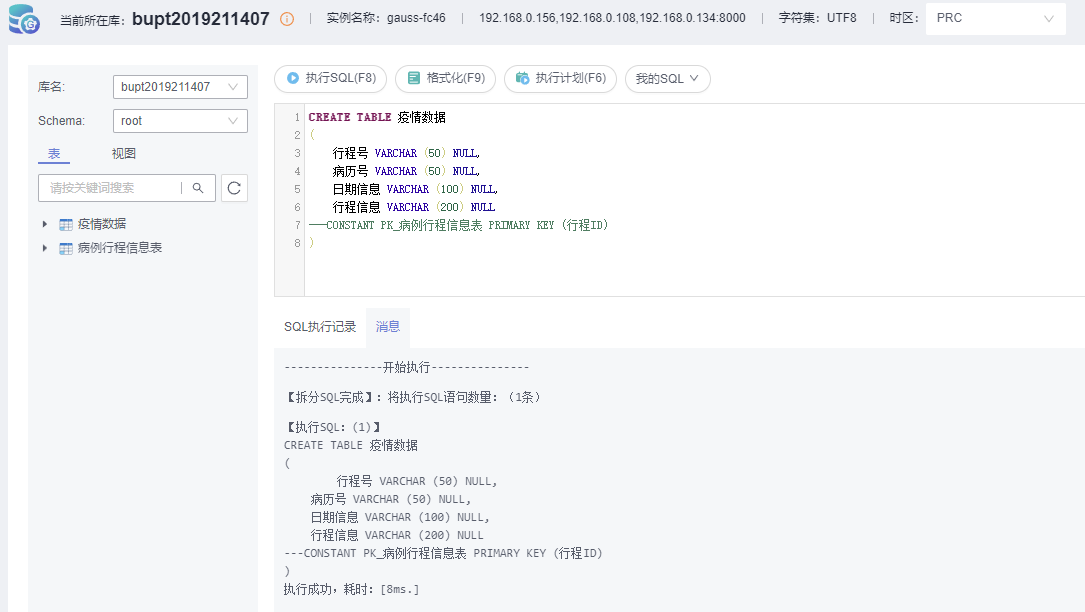 当前所在库: bupt2019211407 | 实例名称: gauss-fc46 | 192.168.0.156,192.168.0.108,192.168.0.134:8000 | 字符集: UTF8 | 时区: PRC
库名: bupt2019211407
Schema: root
表 视图
请按关键词搜索
疫情数据
病例行程信息表
执行SQL(F8) 格式化(F9) 执行计划(F6) 我的SQL
1 CREATE TABLE 疫情数据
2 (
3 行程号 VARCHAR (50) NULL,
4 病历号 VARCHAR (50) NULL,
5 日期信息 VARCHAR (100) NULL,
6 行程信息 VARCHAR (200) NULL
7 ---CONSTANT PK_病例行程信息表 PRIMARY KEY (行程ID)
8 )
SQL执行记录 消息
---------------开始执行---------------
【拆分SQL完成】: 将执行SQL语句数量: (1条)
【执行SQL: (1)】
CREATE TABLE 疫情数据
(
行程号 VARCHAR (50) NULL,
病历号 VARCHAR (50) NULL,
日期信息 VARCHAR (100) NULL,
行程信息 VARCHAR (200) NULL
---CONSTANT PK_病例行程信息表 PRIMARY KEY (行程ID)
)
执行成功, 耗时: [8ms.]